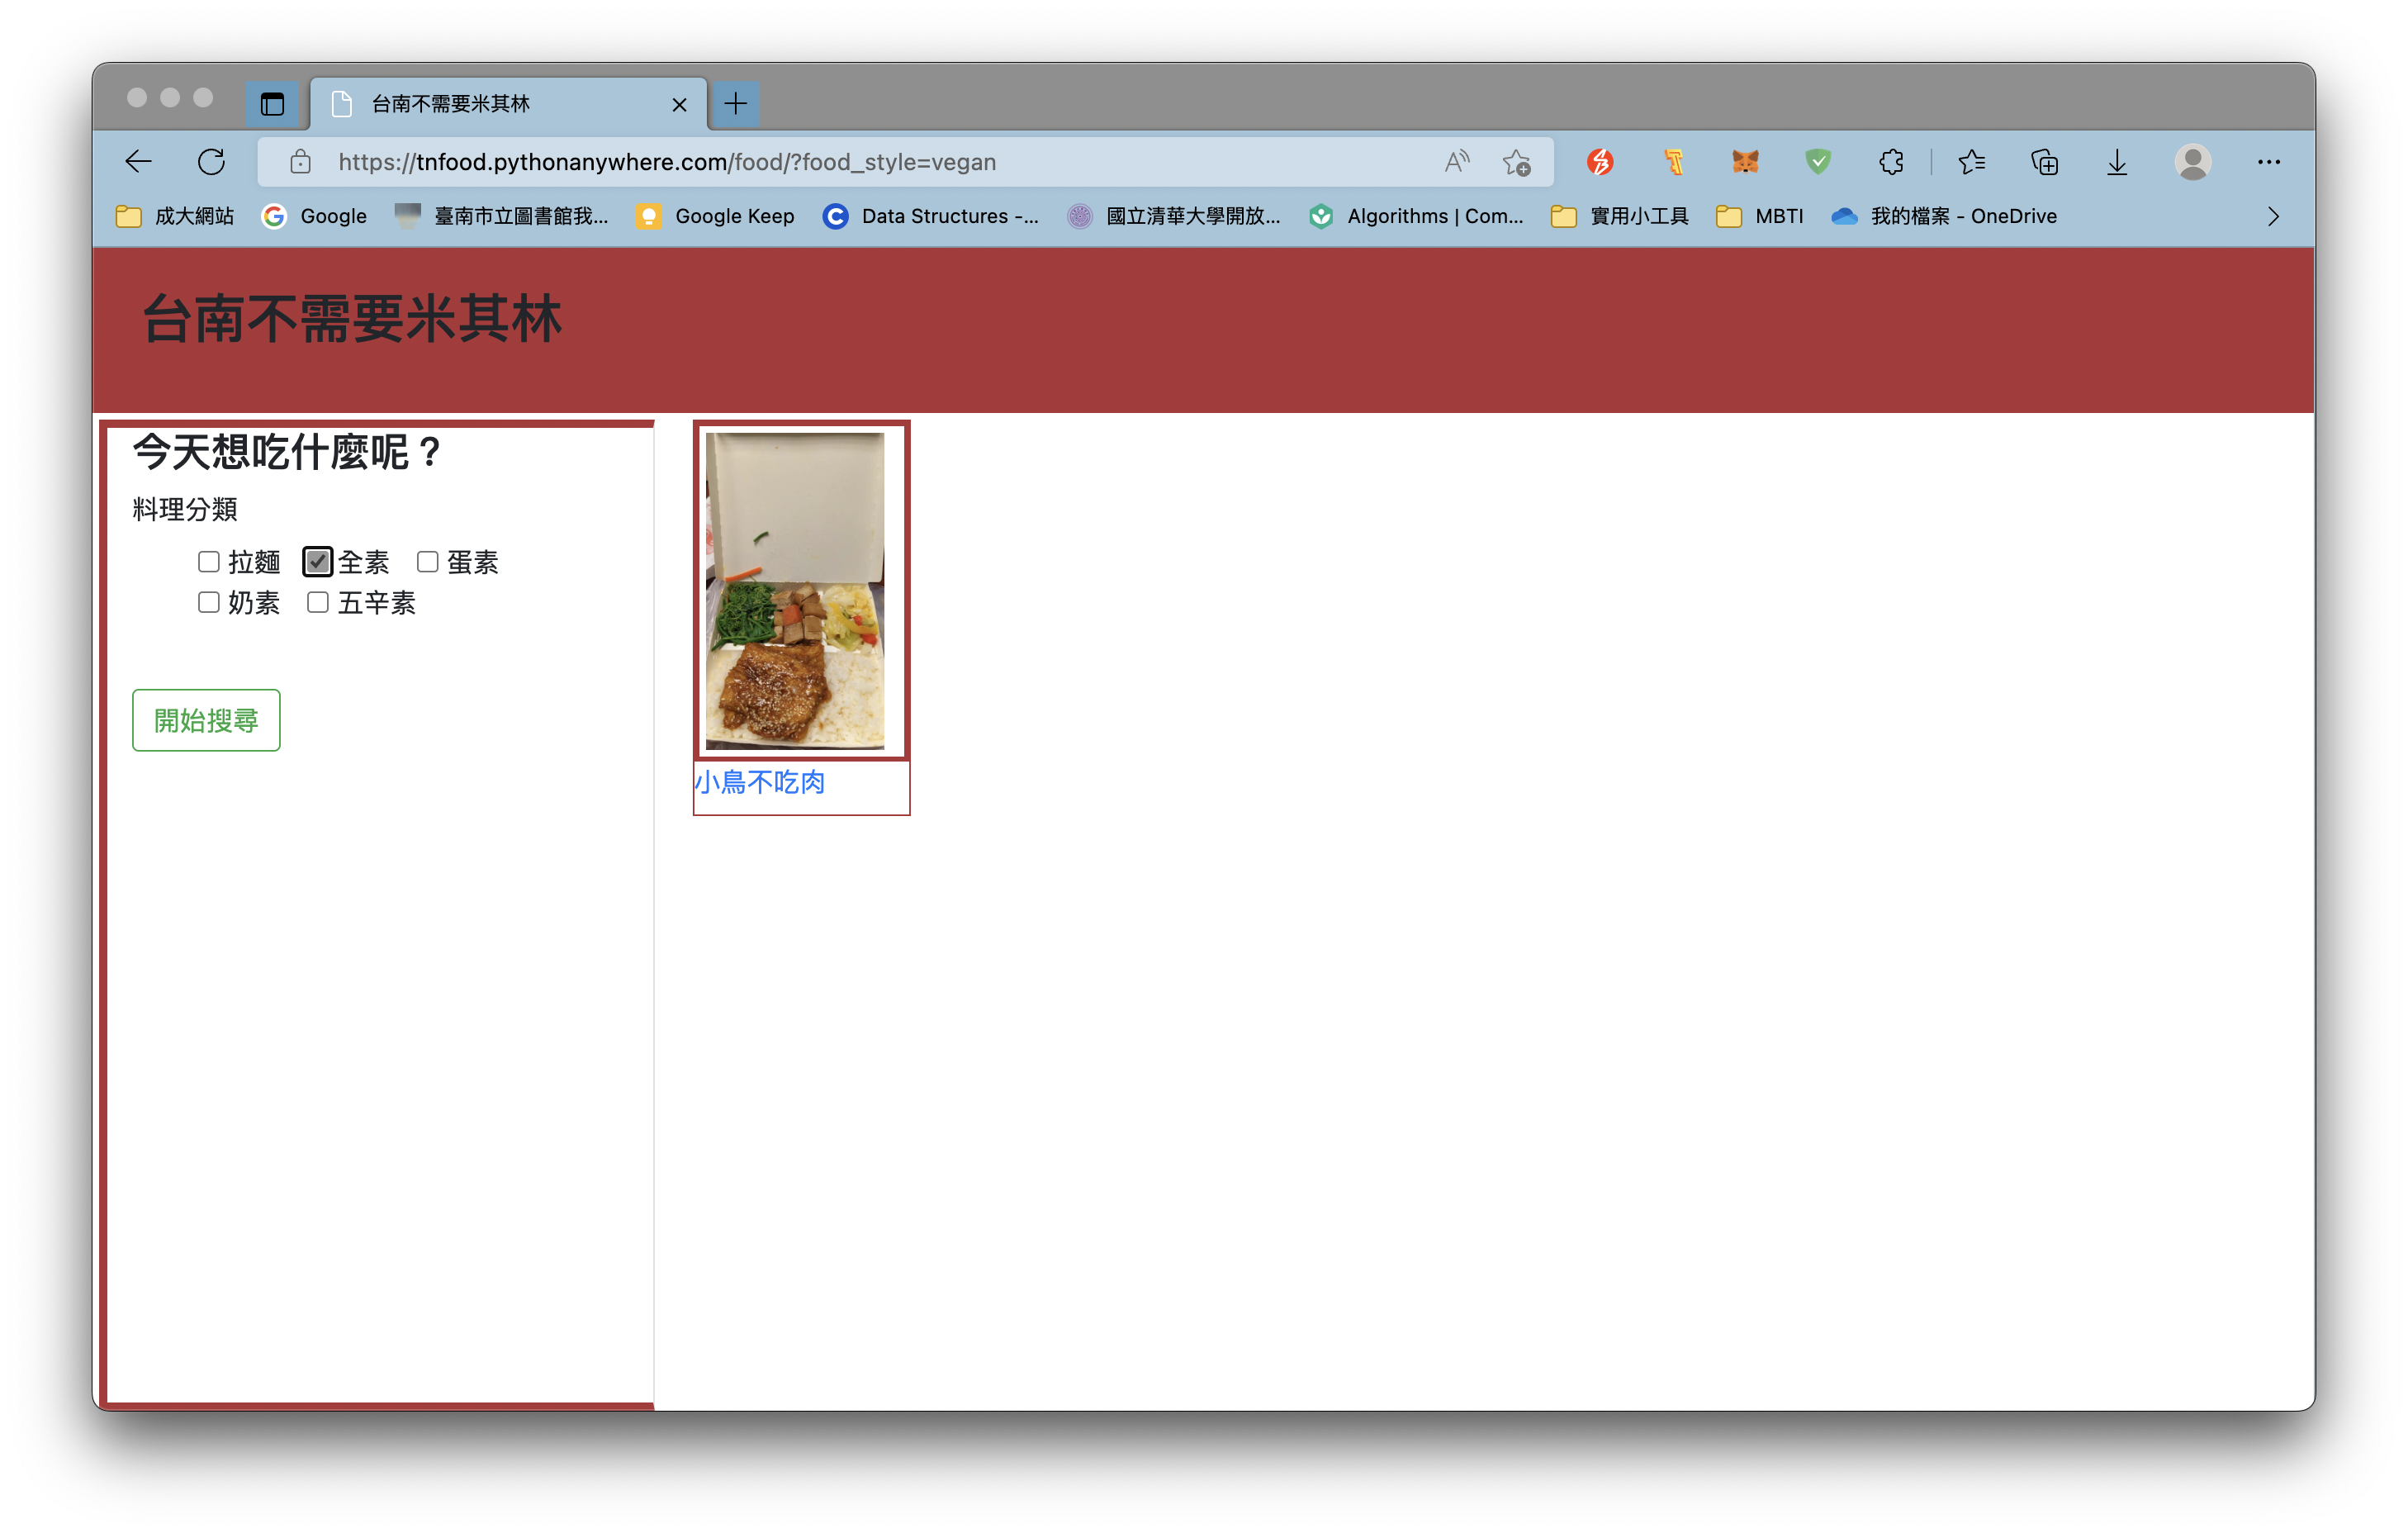 台南不需要米其林
https://tnfood.pythonanywhere.com/food/?food_style=vegan
成大網站 Google 臺南市立圖書館我... Google Keep Data Structures -... 國立清華大學開放... Algorithms | Com... 實用小工具 MBTI 我的檔案 - OneDrive
台南不需要米其林
今天想吃什麼呢？
料理分類
拉麵 全素 蛋素
奶素 五辛素
開始搜尋
小鳥不吃肉